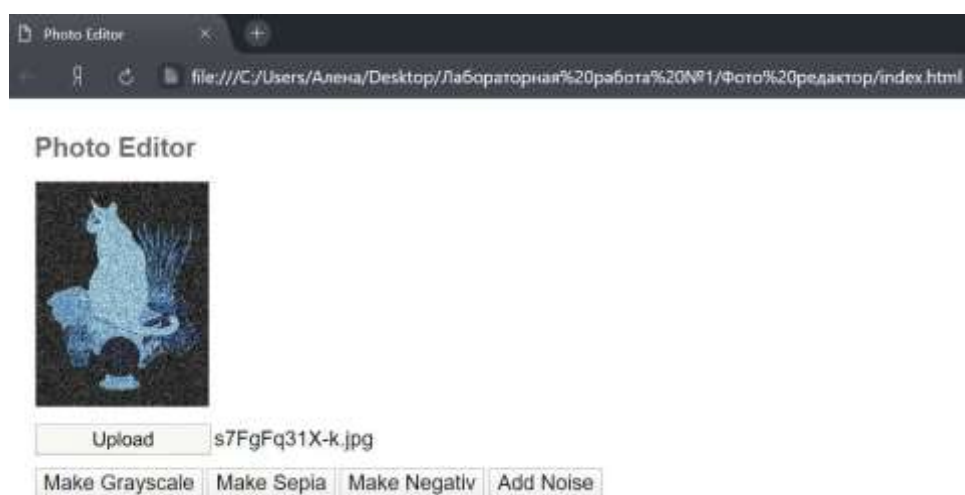 Photo Editor
file:///C:/Users/Алена/Desktop/Лабораторная%20работа%20№1/Фото%20редактор/index.html
Photo Editor
Upload s7FgFq31X-k.jpg
Make Grayscale Make Sepia Make Negativ Add Noise